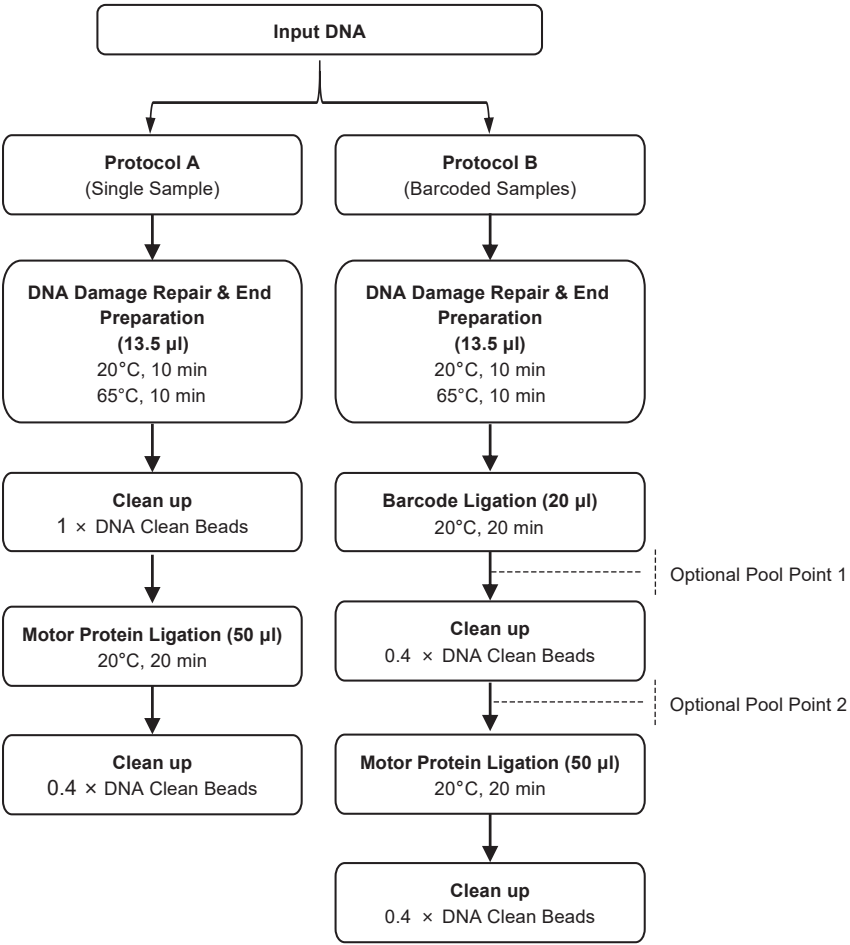 Input DNA
Protocol A
(Single Sample)
DNA Damage Repair & End
Preparation
(13.5 µl)
20°C, 10 min
65°C, 10 min
Clean up
1 × DNA Clean Beads
Motor Protein Ligation (50 µl)
20°C, 20 min
Clean up
0.4 × DNA Clean Beads
Protocol B
(Barcoded Samples)
DNA Damage Repair & End
Preparation
(13.5 µl)
20°C, 10 min
65°C, 10 min
Barcode Ligation (20 µl)
20°C, 20 min
Optional Pool Point 1
Clean up
0.4 × DNA Clean Beads
Optional Pool Point 2
Motor Protein Ligation (50 µl)
20°C, 20 min
Clean up
0.4 × DNA Clean Beads